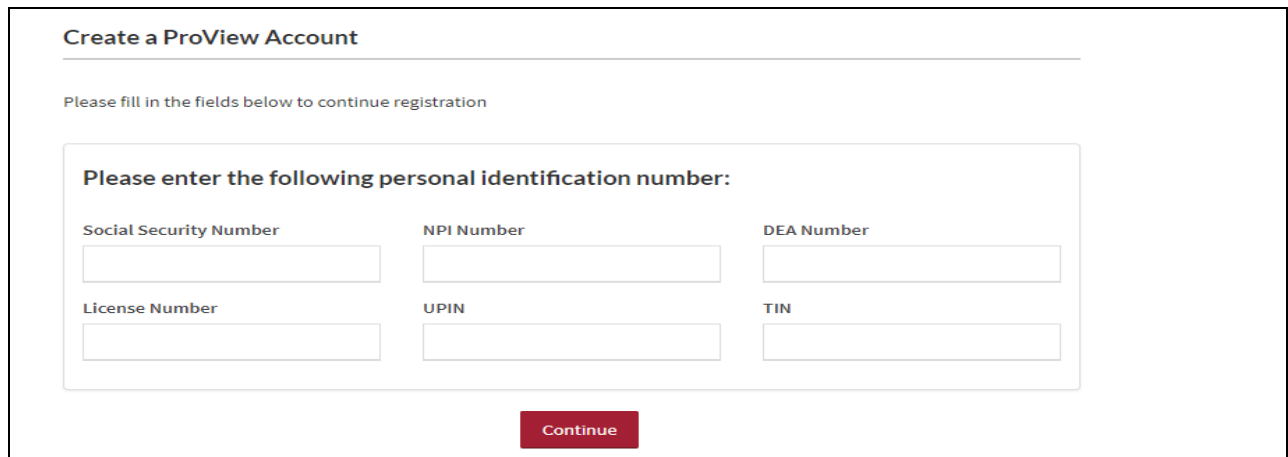 Create a ProView Account
Please fill in the fields below to continue registration
Please enter the following personal identification number:
Social Security Number NPI Number DEA Number
License Number UPIN TIN
Continue